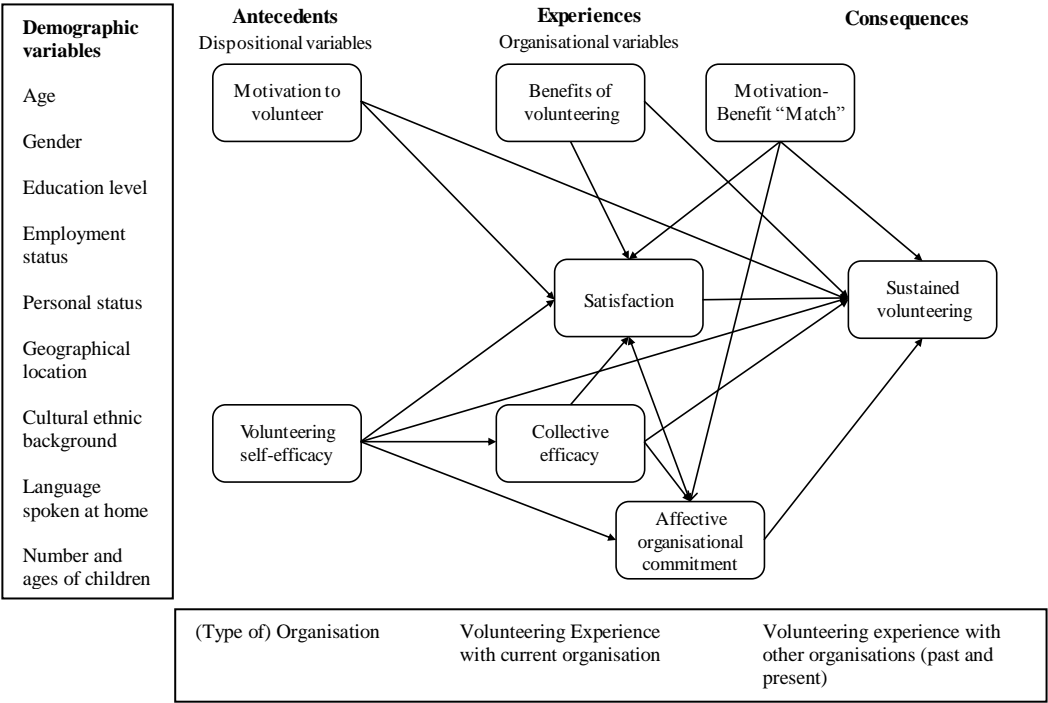 Demographic
variables
Age
Gender
Education level
Employment
status
Personal status
Geographical
location
Cultural ethnic
background
Language
spoken at home
Number and
ages of children
Antecedents
Dispositional variables
Experiences
Organisational variables
Consequences
Motivation to
volunteer
Benefits of
volunteering
Motivation-
Benefit “Match”
Satisfaction
Sustained
volunteering
Volunteering
self-efficacy
Collective
efficacy
Affective
organisational
commitment
(Type of) Organisation
Volunteering Experience
with current organisation
Volunteering experience with
other organisations (past and
present)